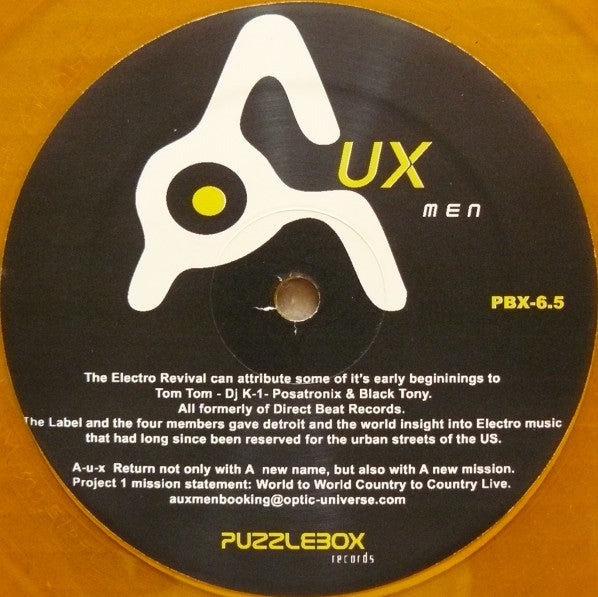 AUX
men
PBX-6.5
The Electro Revival can attribute some of it's early begininings to
Tom Tom - Dj K-1- Posatronix & Black Tony.
All formerly of Direct Beat Records.
The Label and the four members gave detroit and the world insight into Electro music
that had long since been reserved for the urban streets of the US.
A-u-x Return not only with A new name, but also with A new mission.
Project 1 mission statement: World to World Country to Country Live.
auxmenbooking@optic-universe.com
PUZZLEBOX
records